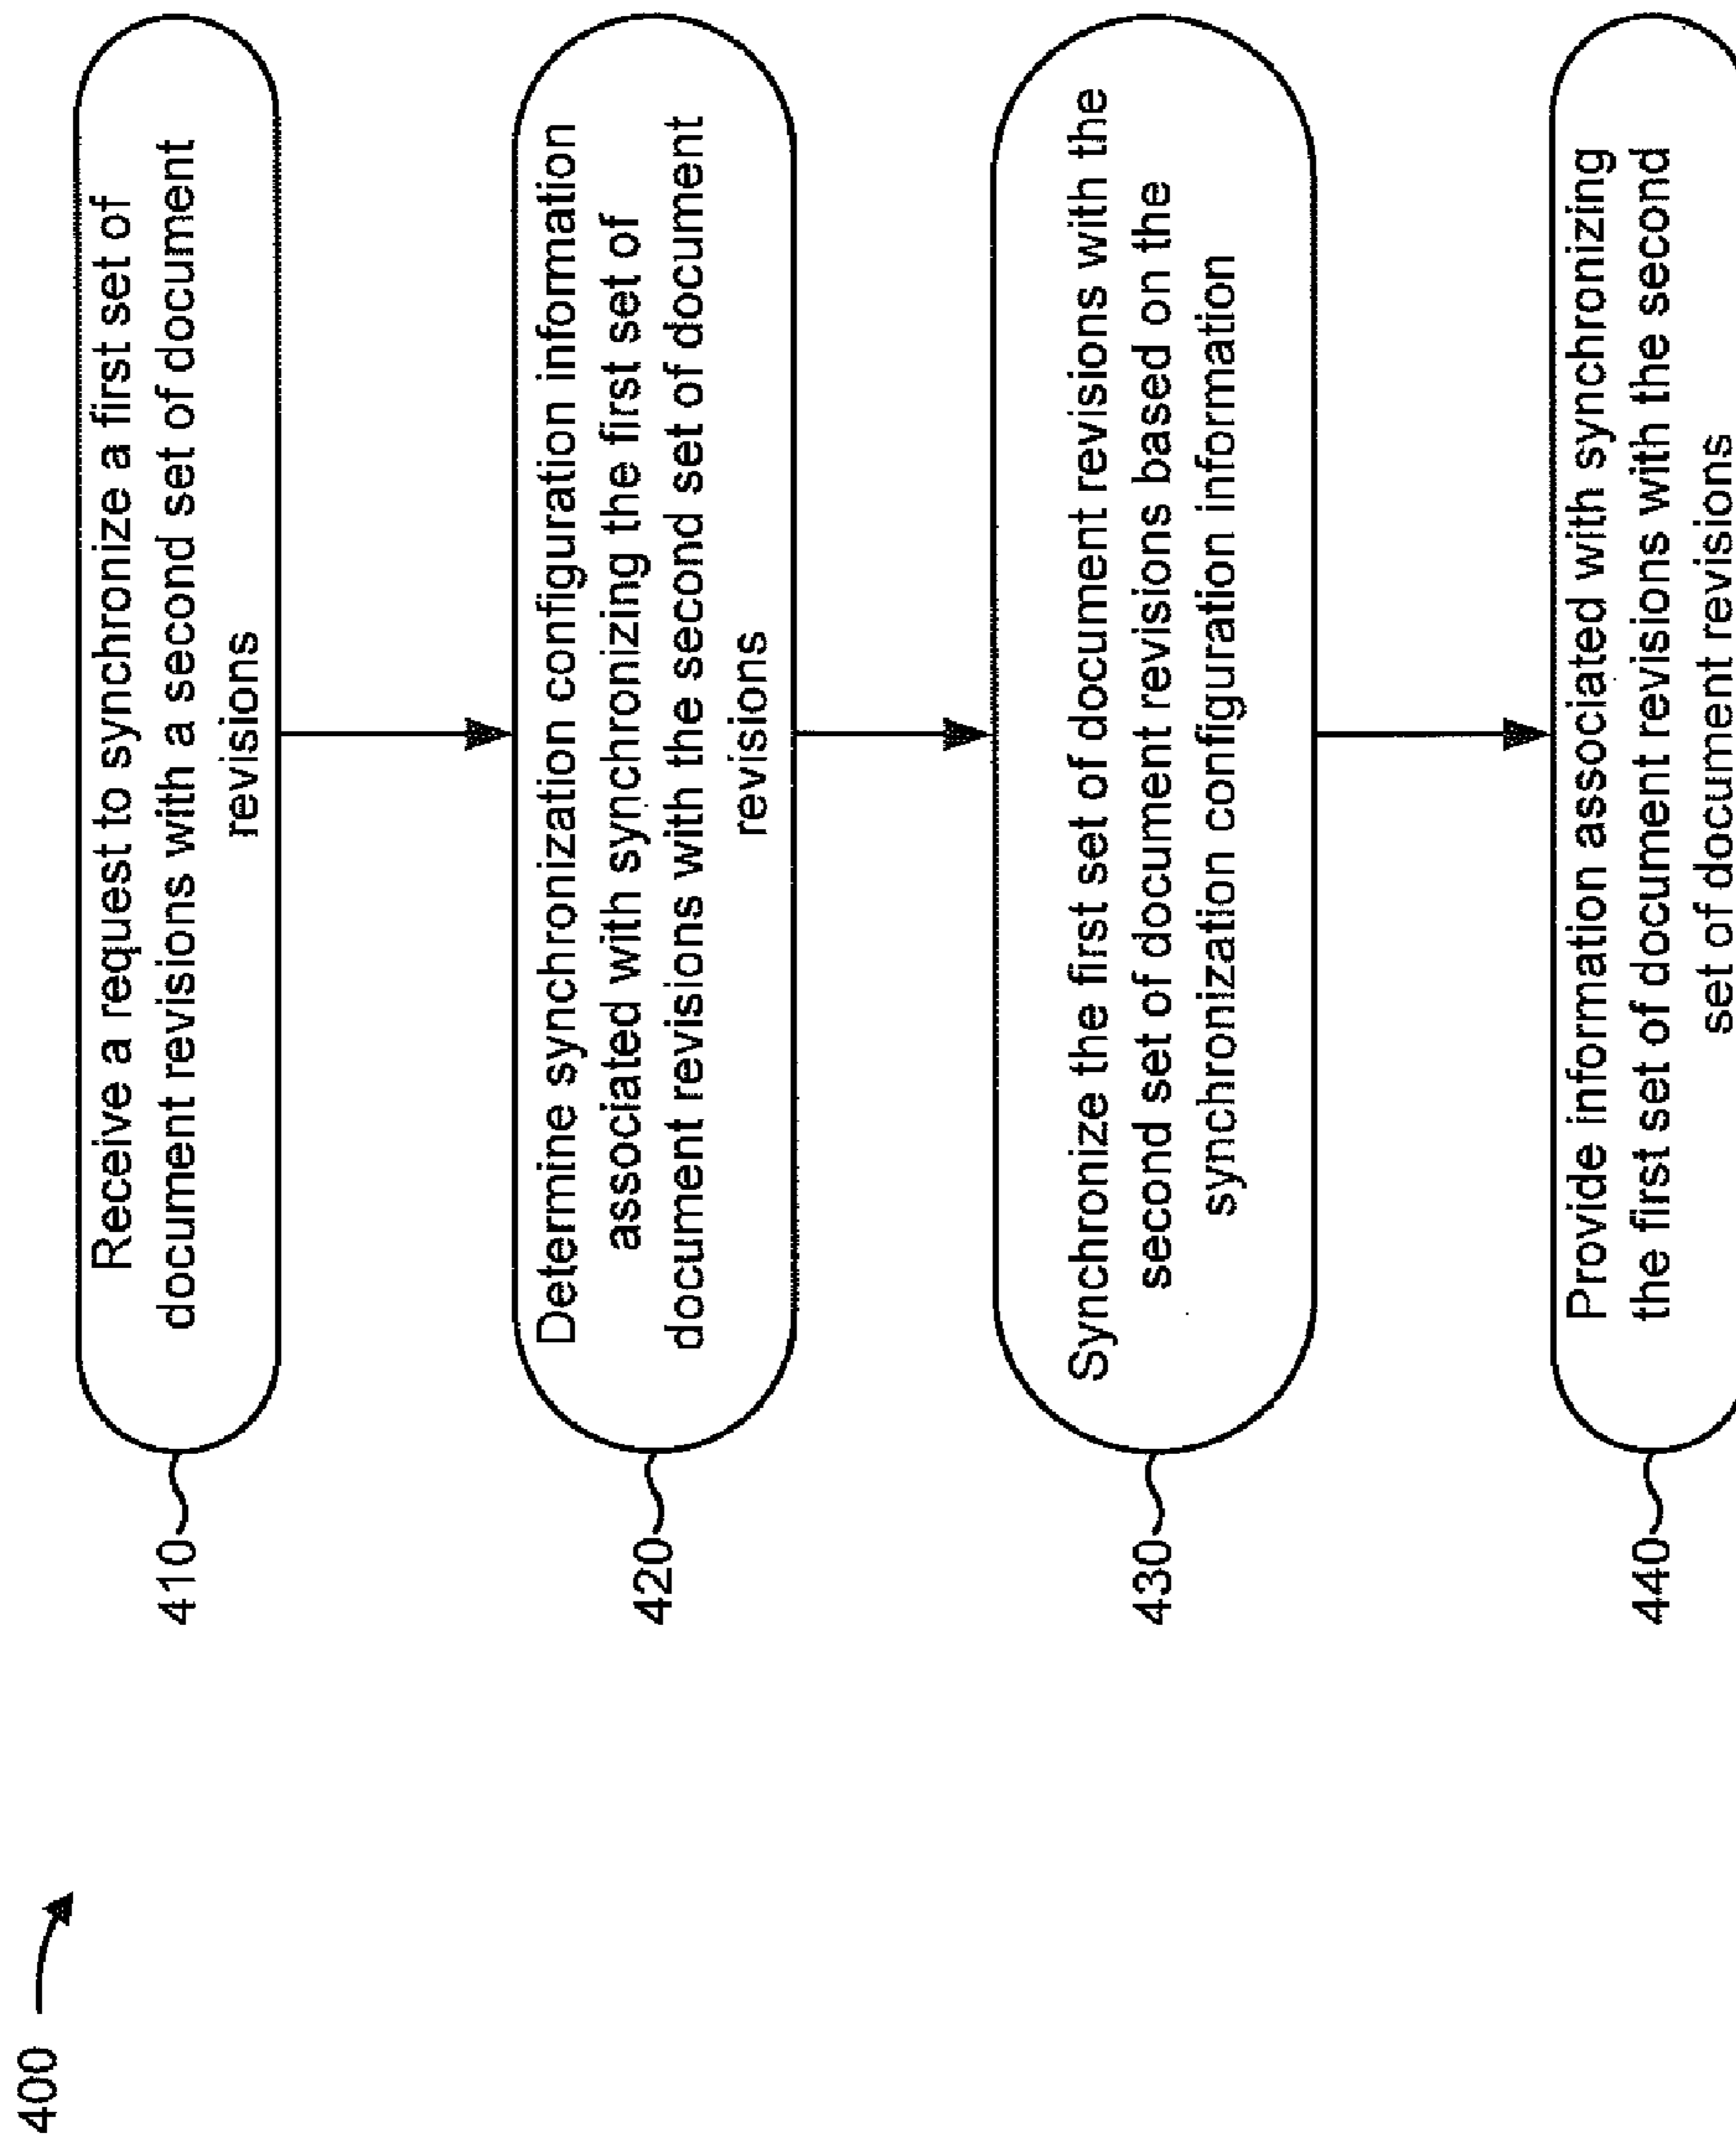 400
410
Receive a request to synchronize a first set of
document revisions with a second set of document
revisions
420
Determine synchronization configuration information
associated with synchronizing the first set of
document revisions with the second set of document
revisions
430
Synchronize the first set of document revisions with the
second set of document revisions based on the
synchronization configuration information
440
Provide information associated with synchronizing
the first set of document revisions with the second
set of document revisions